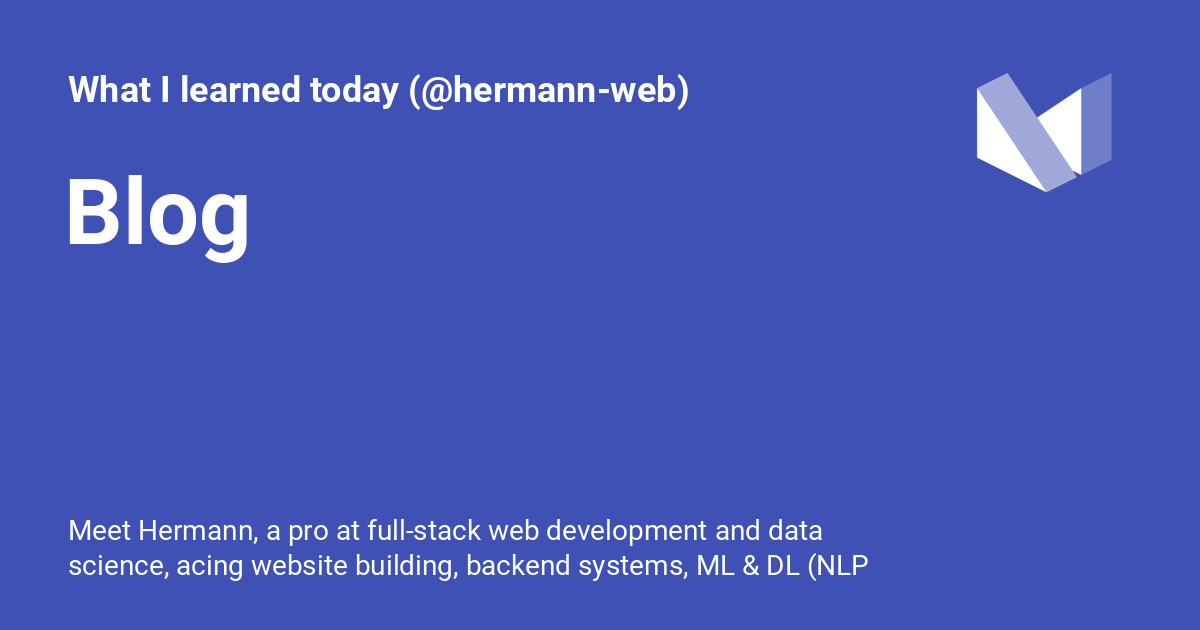 What I learned today (@hermann-web)
Blog
Meet Hermann, a pro at full-stack web development and data
science, acing website building, backend systems, ML & DL (NLP